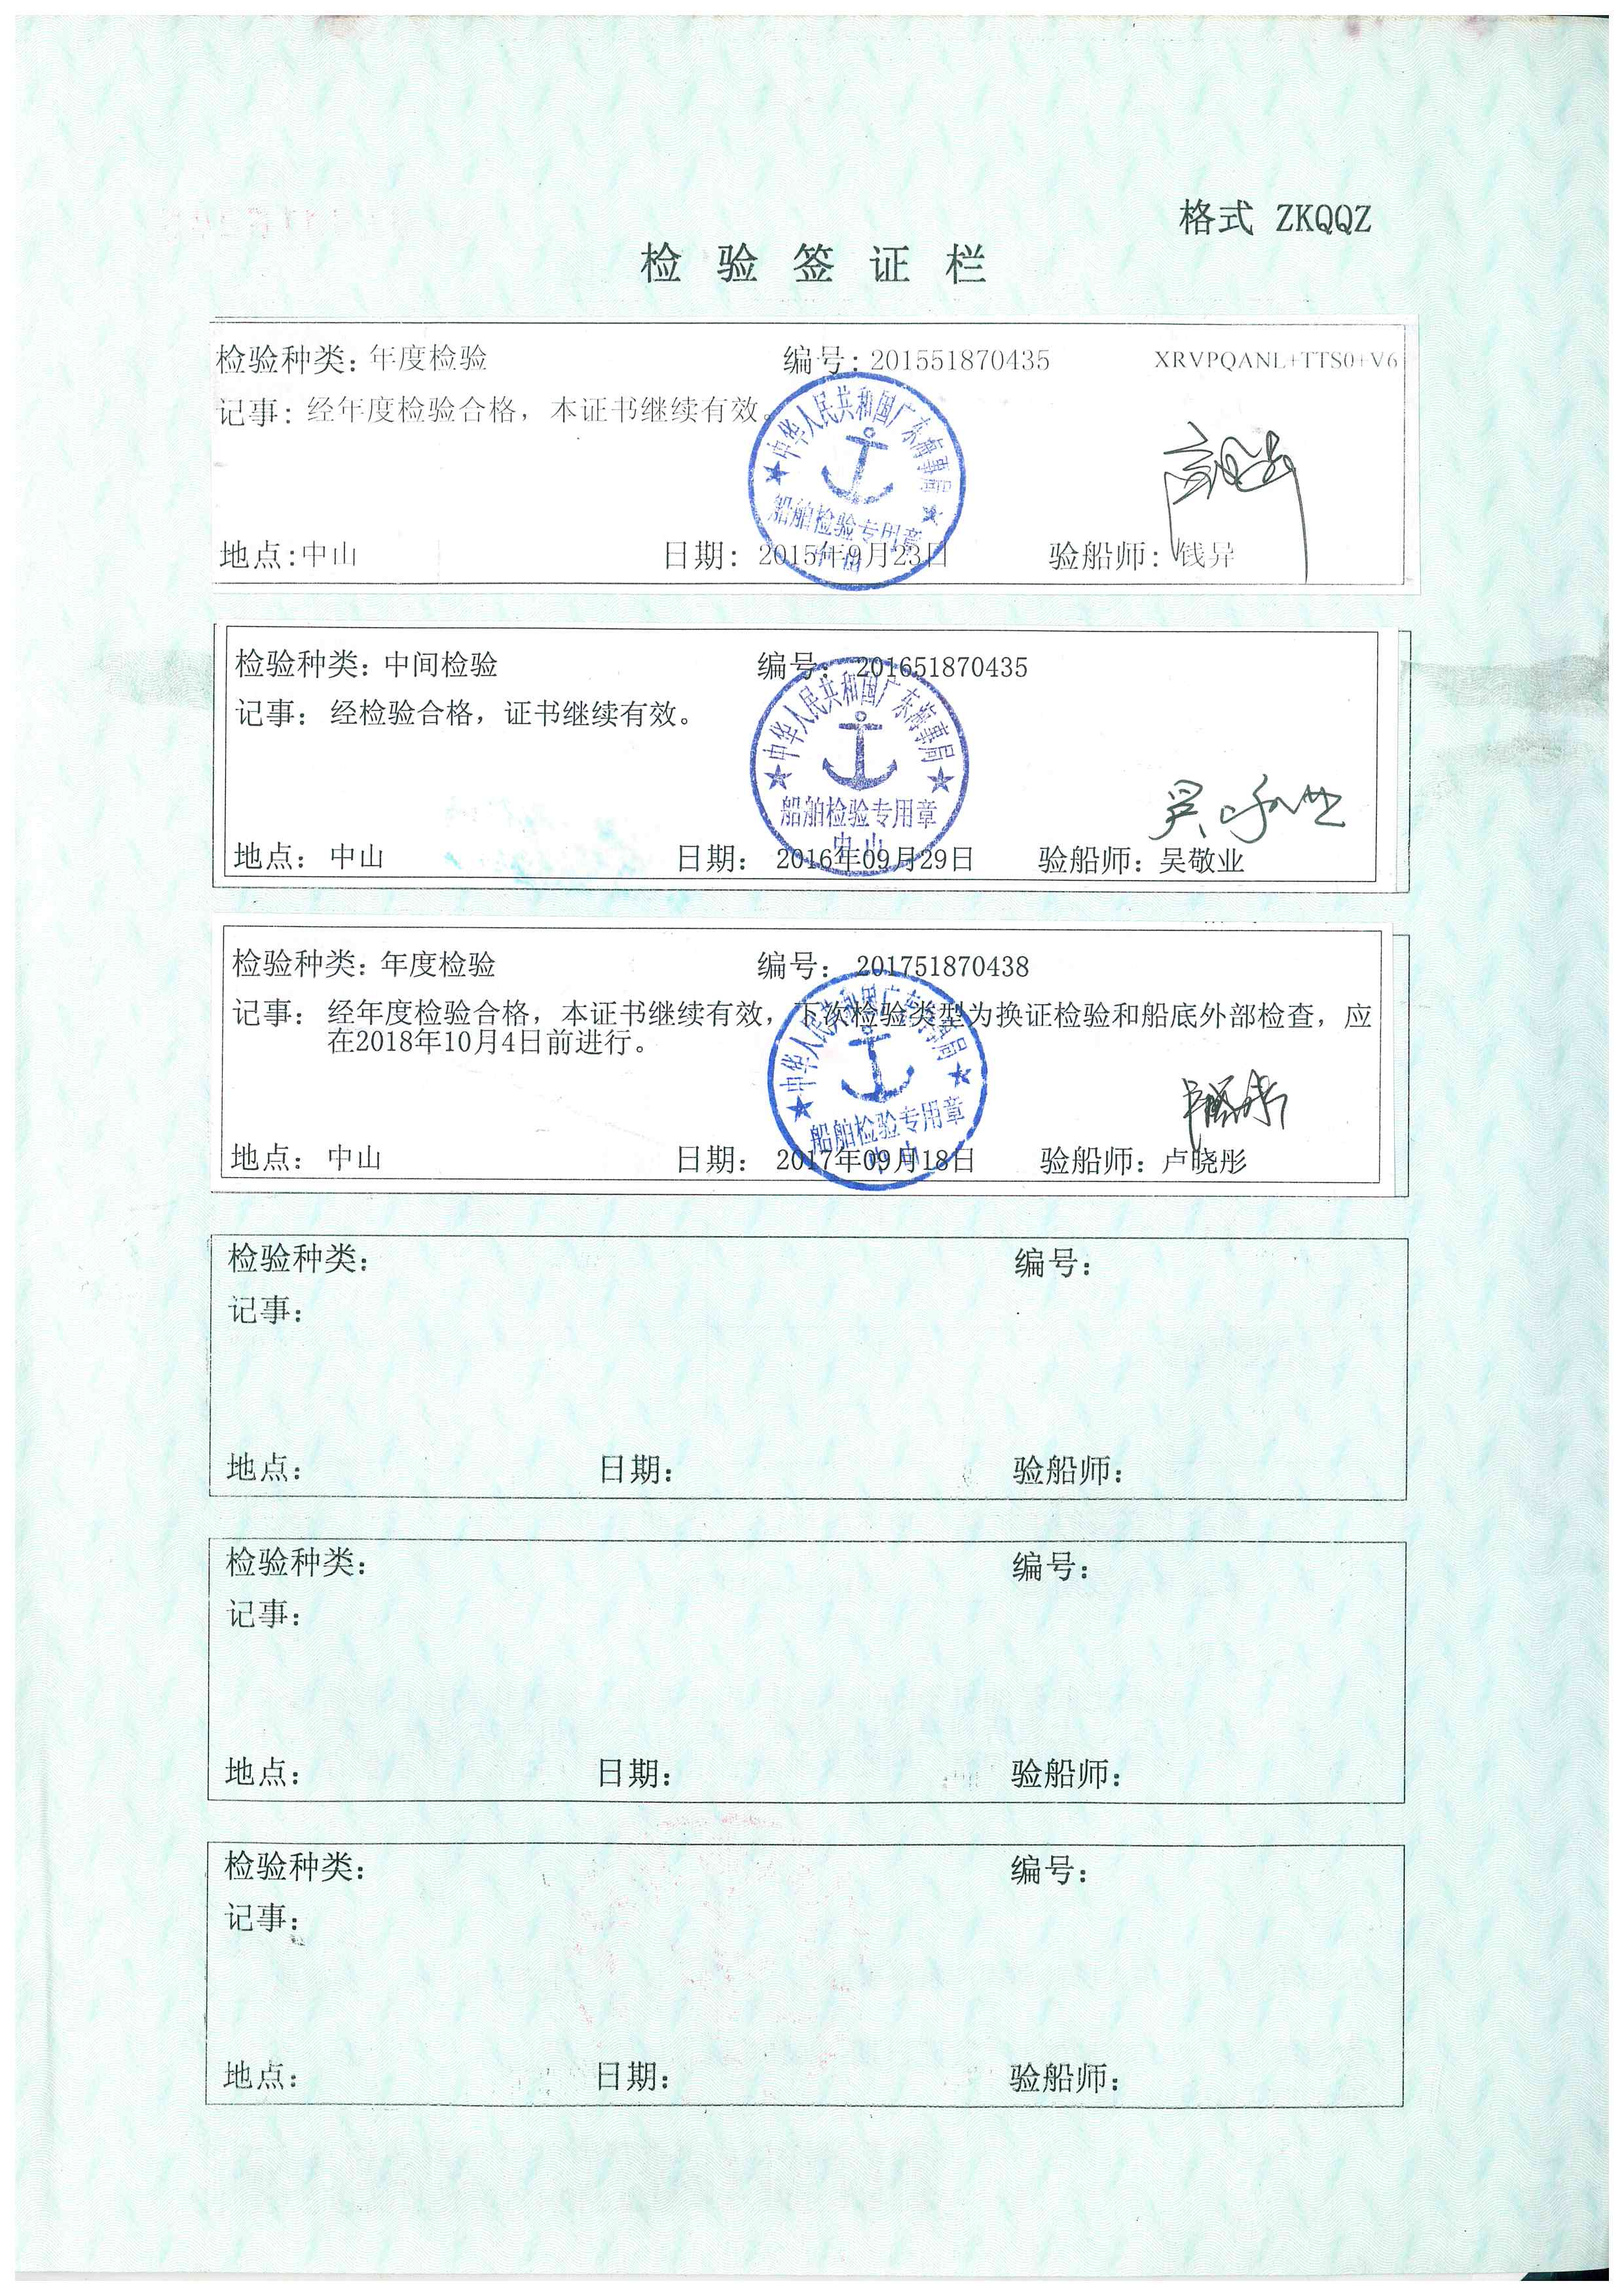 格式 ZKQQZ
检验签证栏
检验种类：年度检验 编号：201551870435 XRVPQANL+TTS0+V6
记事：经年度检验合格，本证书继续有效。
中华人民共和国广东海事局
船舶检验专用章
地点：中山 日期：2015年9月23日 验船师：钱异
检验种类：中间检验 编号：201651870435
记事：经检验合格，证书继续有效。
中华人民共和国广东海事局
船舶检验专用章
中山
地点：中山 日期：2016年09月29日 验船师：吴敬业
检验种类：年度检验 编号：201751870438
记事：经年度检验合格，本证书继续有效，下次检验类型为换证检验和船底外部检查，应
在2018年10月4日前进行。
中华人民共和国广东海事局
船舶检验专用章
中山
地点：中山 日期：2017年09月18日 验船师：卢晓彤
检验种类： 编号：
记事：
地点： 日期： 验船师：
检验种类： 编号：
记事：
地点： 日期： 验船师：
检验种类： 编号：
记事：
地点： 日期： 验船师：